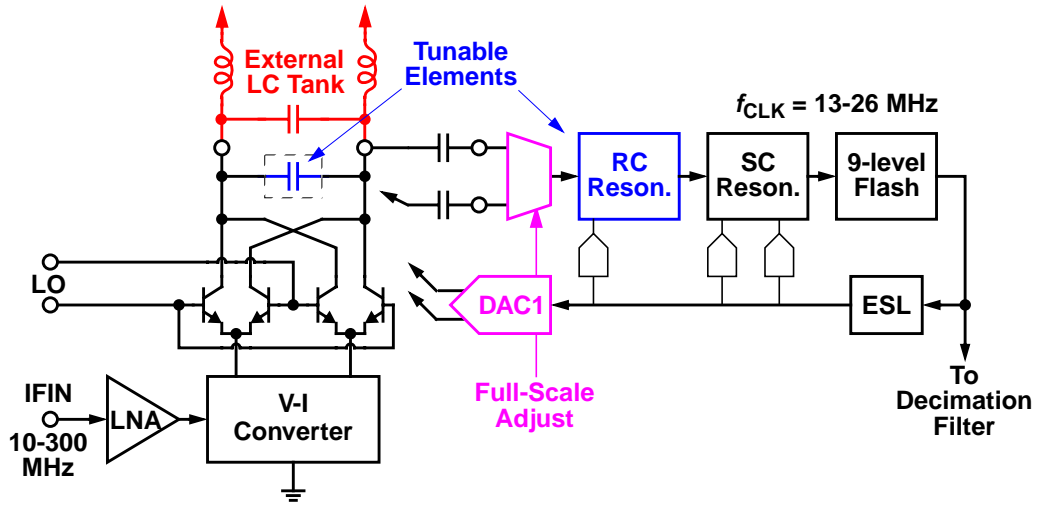 External
LC Tank
Tunable
Elements
fCLK = 13-26 MHz
RC
Reson.
SC
Reson.
9-level
Flash
LO
DAC1
ESL
Full-Scale
Adjust
To
Decimation
Filter
IFIN
10-300
MHz
LNA
V-I
Converter